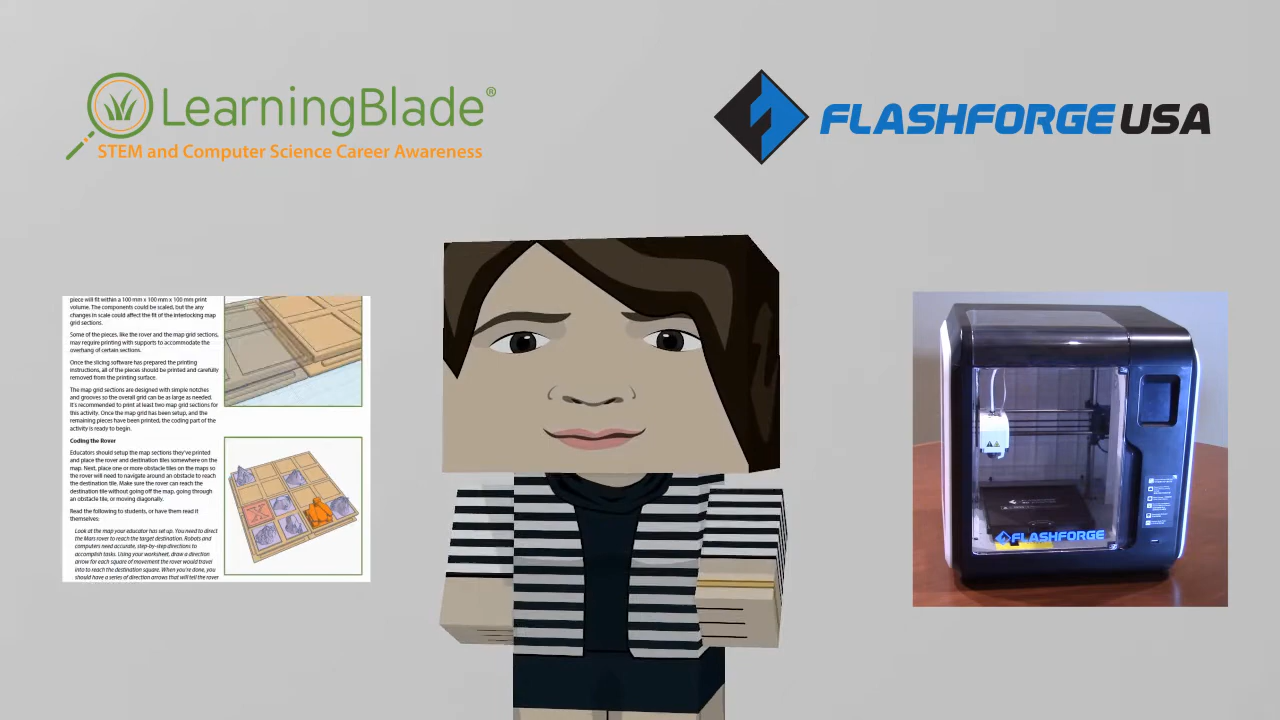 LearningBlade®
STEM and Computer Science Career Awareness
FLASHFORGE USA
piece will fit within a 100 mm x 100 mm x 100 mm print
volume. The components could be scaled, but the any
changes in scale could affect the fit of the interlocking map
grid sections.
Some of the pieces, like the rover and the map grid sections,
may require printing with supports to accommodate the
overhang of certain sections.
Once the slicing software has prepared the printing
instructions, all of the pieces should be printed and carefully
removed from the printing surface.
The map grid sections are designed with simple notches
and grooves so the overall grid can be as large as needed.
It's recommended to print at least two map grid sections for
this activity. Once the map grid has been setup, and the
remaining pieces have been printed, the coding part of the
activity is ready to begin.
Coding the Rover
Educators should setup the map sections they've printed
and place the rover and destination tiles somewhere on the
map. Next, place one or more obstacle tiles on the maps so
the rover will need to navigate around an obstacle to reach
the destination tile. Make sure the rover can reach the
destination tile without going off the map, going through
an obstacle tile, or moving diagonally.
Read the following to students, or have them read it
themselves:
Look at the map your educator has set up. You need to direct
the Mars rover to reach the target destination. Robots and
computers need accurate, step-by-step directions to
accomplish tasks. Using your worksheet, draw a direction
arrow for each square of movement the rover would travel
into to reach the destination square. When you're done, you
should have a series of direction arrows that will tell the rover
FLASHFORGE